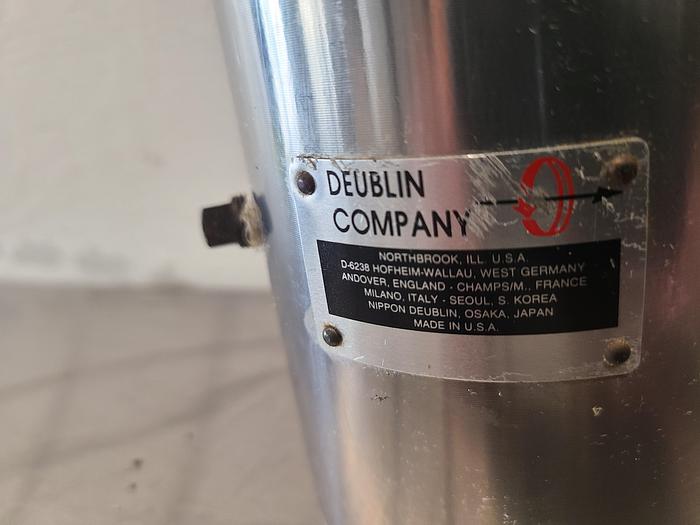 DEUBLIN
COMPANY
NORTHBROOK, ILL. U.S.A.
D-6238 HOFHEIM-WALLAU, WEST GERMANY
ANDOVER, ENGLAND · CHAMPS/M., FRANCE
MILANO, ITALY · SEOUL, S. KOREA
NIPPON DEUBLIN, OSAKA, JAPAN
MADE IN U.S.A.